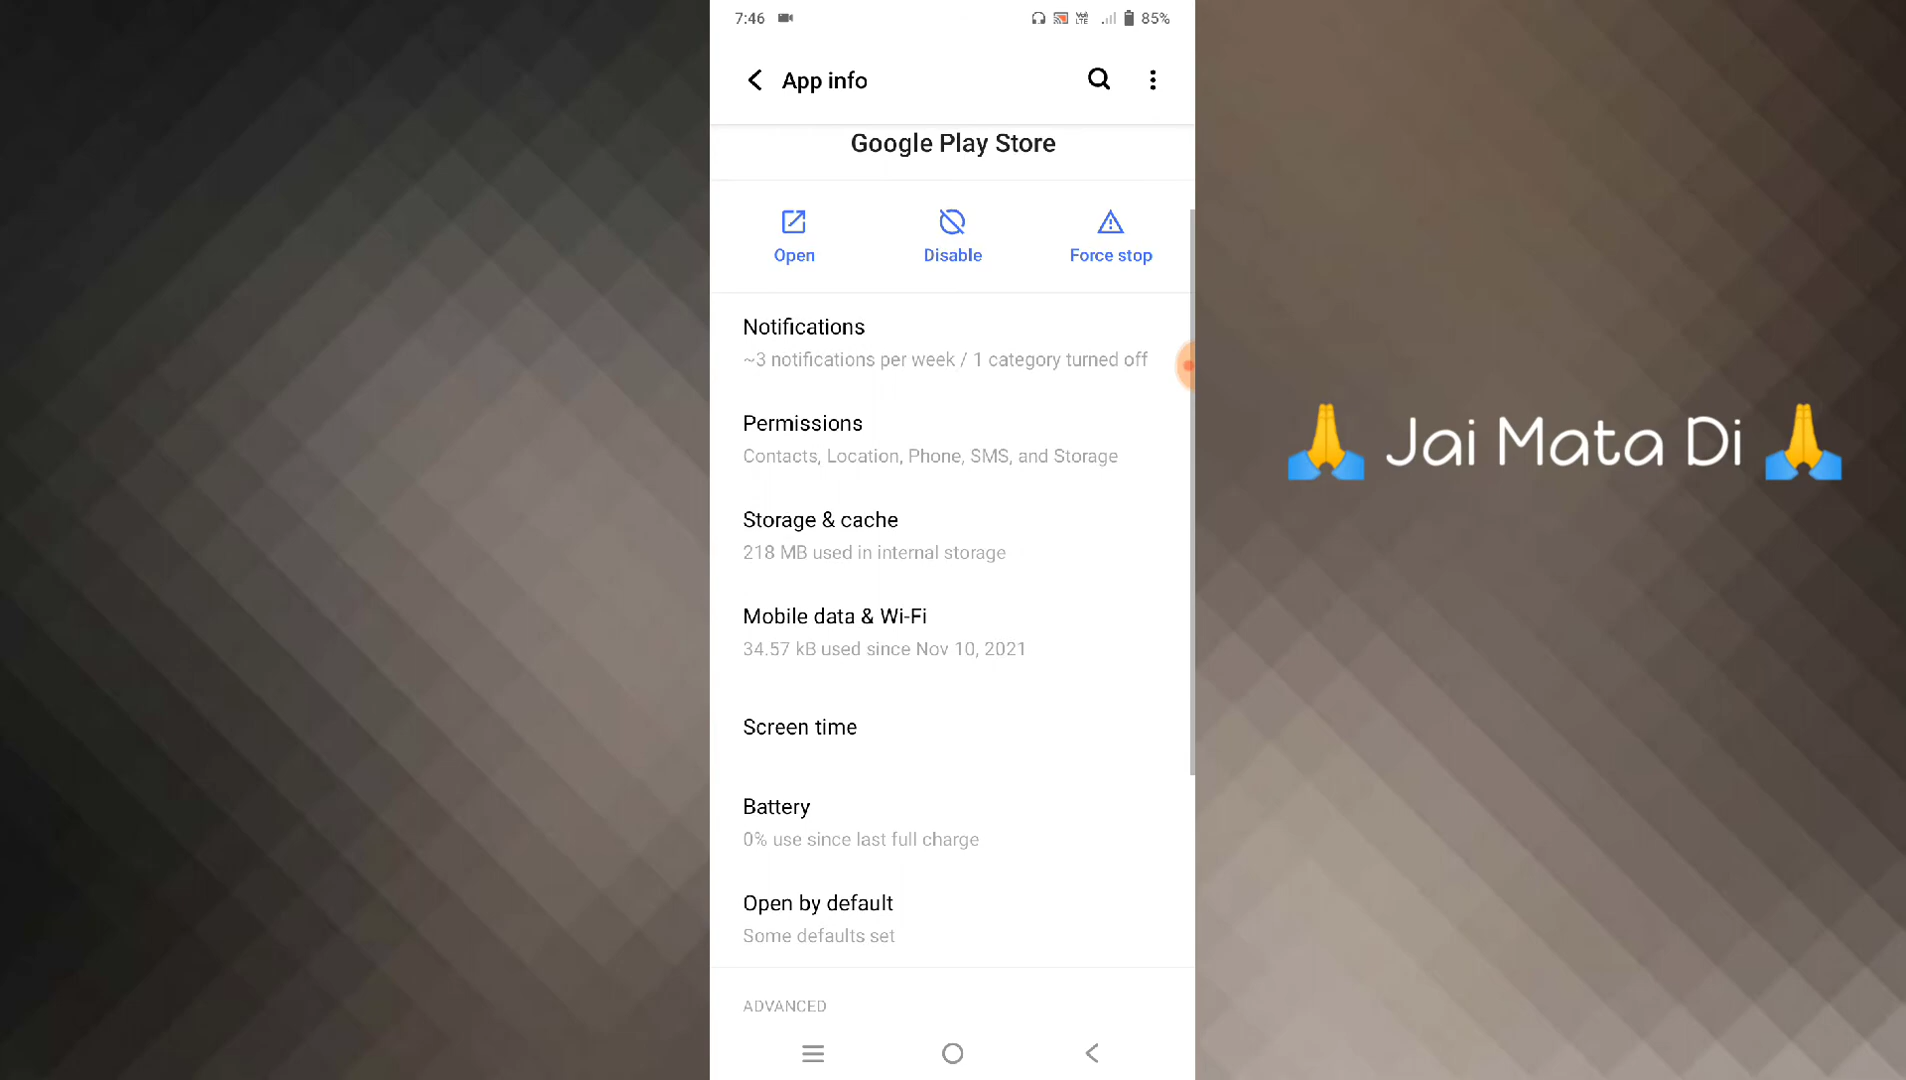 7:46 85%
App info
Google Play Store
Open Disable Force stop
Notifications
~3 notifications per week / 1 category turned off
Permissions
Contacts, Location, Phone, SMS, and Storage
🙏 Jai Mata Di 🙏
Storage & cache
218 MB used in internal storage
Mobile data & Wi-Fi
34.57 kB used since Nov 10, 2021
Screen time
Battery
0% use since last full charge
Open by default
Some defaults set
ADVANCED